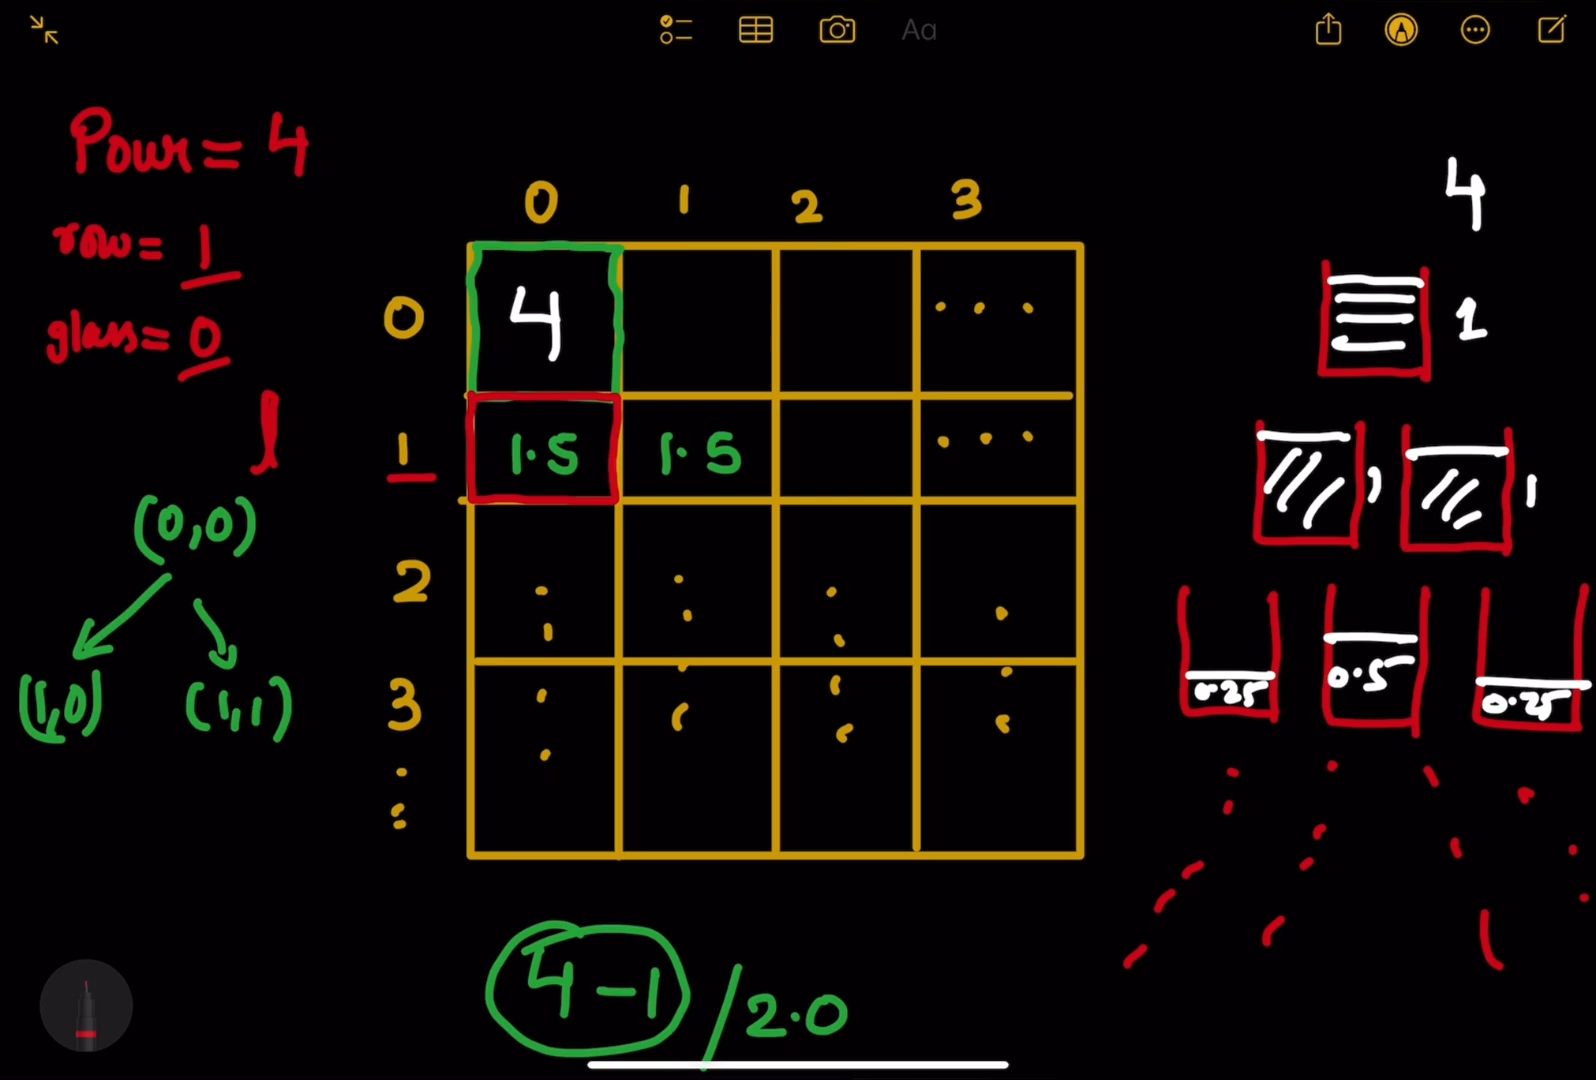 Aa
Pour = 4
row = 1
glass = 0
1
(0,0)
(1,0) (1,1)
0 1 2 3
0 4 . . .
1 1.5 1.5 . . .
2
3
(4-1)/2.0
4
1
1 1
0.25 0.5 0.25